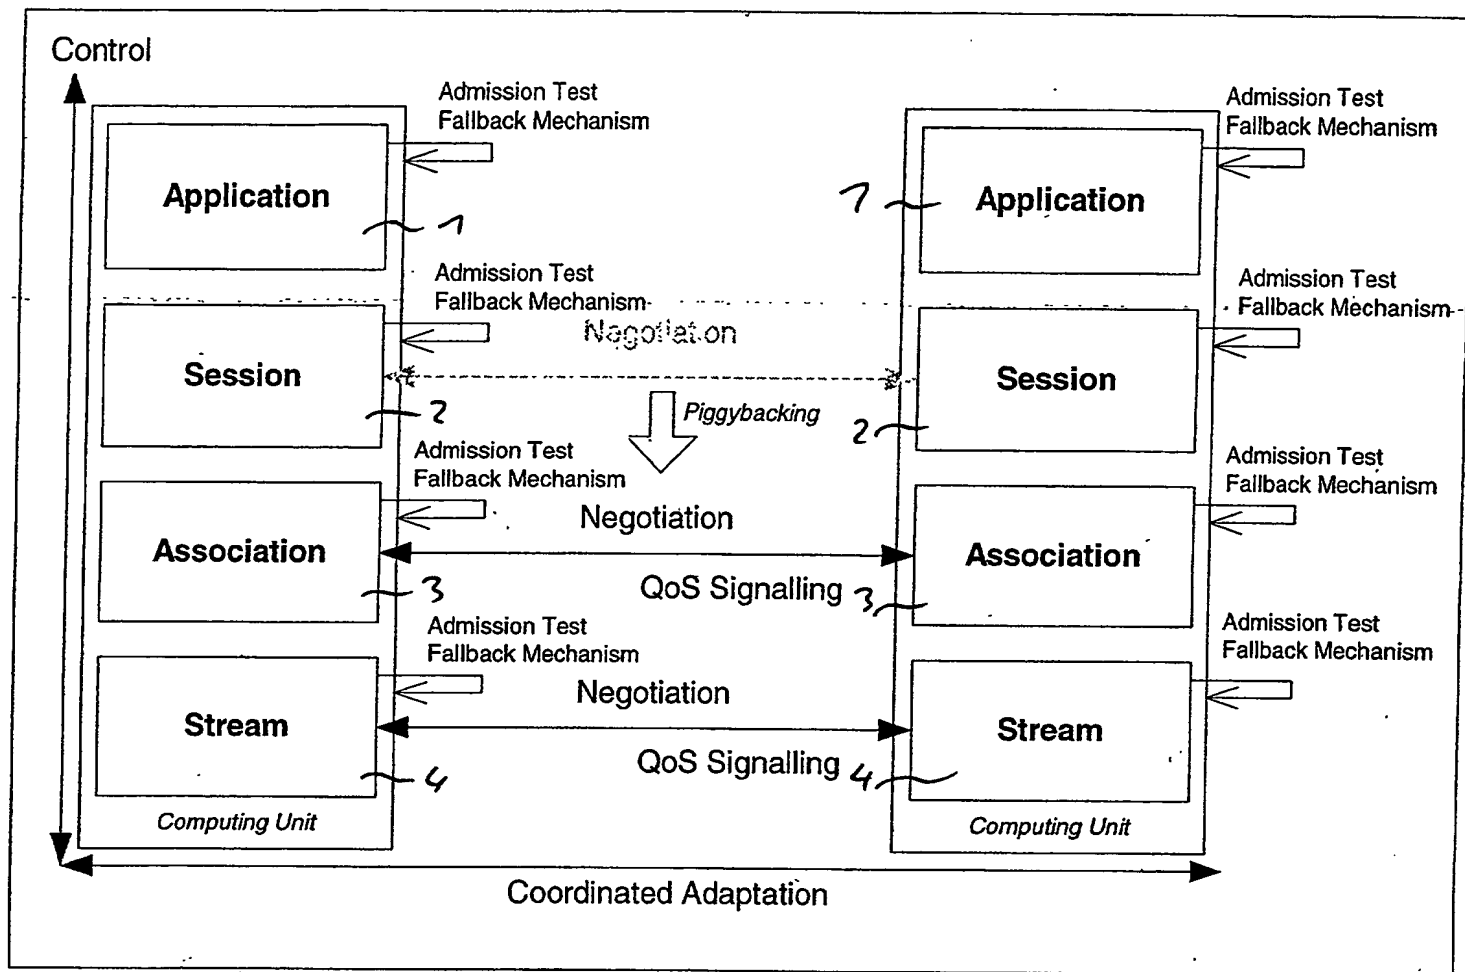 Control
Admission Test
Fallback Mechanism
Admission Test
Fallback Mechanism
Application
1
1
Application
Admission Test
Fallback Mechanism
Admission Test
Fallback Mechanism
Negotiation
Session
2
Piggybacking
2
Session
Admission Test
Fallback Mechanism
Admission Test
Fallback Mechanism
Negotiation
Association
3
QoS Signalling
3
Association
Admission Test
Fallback Mechanism
Admission Test
Fallback Mechanism
Negotiation
Stream
4
QoS Signalling
4
Stream
Computing Unit
Computing Unit
Coordinated Adaptation